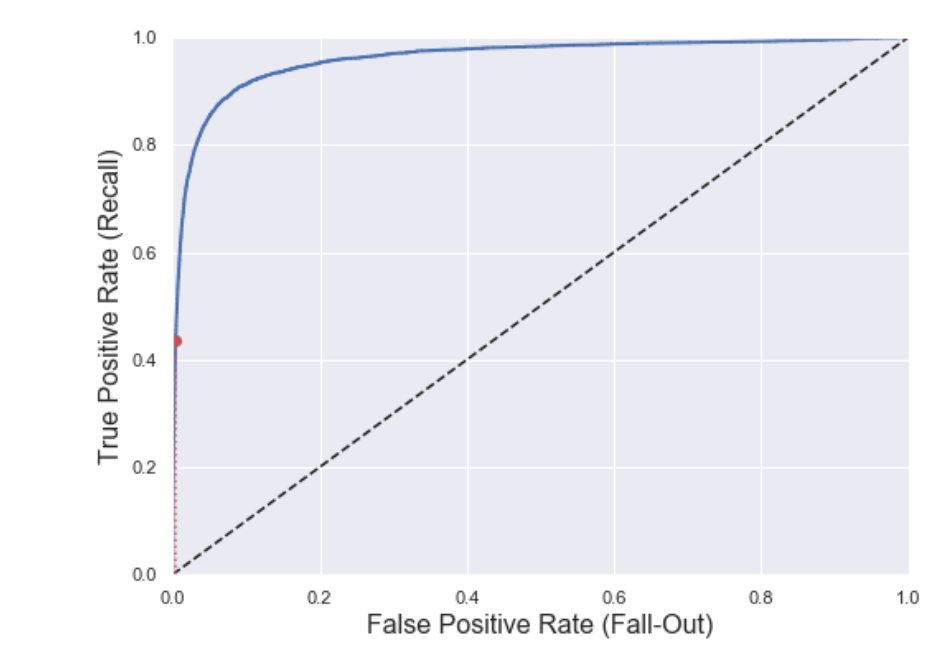 1.0
0.8
0.6
0.4
0.2
0.0
True Positive Rate (Recall)
0.0 0.2 0.4 0.6 0.8 1.0
False Positive Rate (Fall-Out)